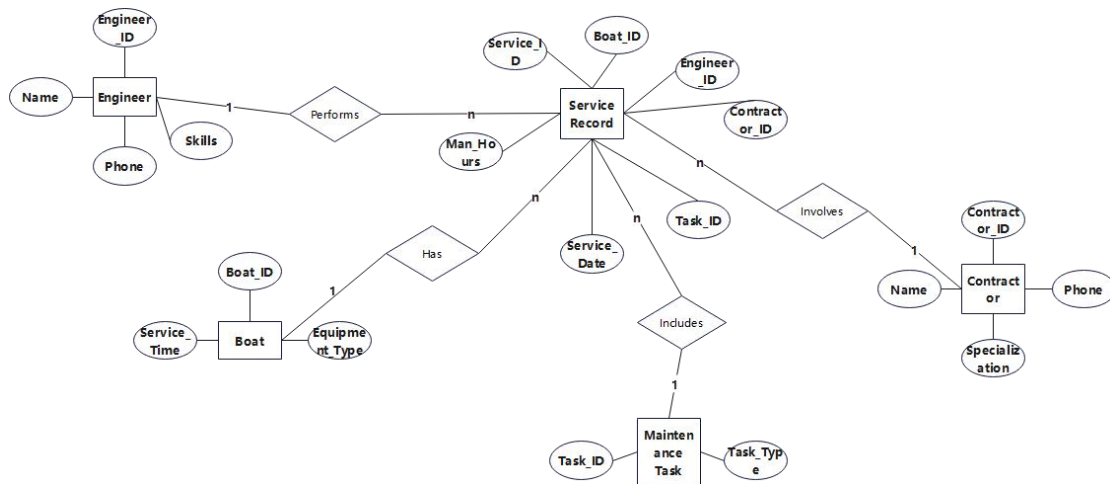 Engineer
_ID
Name
Engineer
Skills
Phone
1
Performs
n
Service_I
D
Boat_ID
Engineer
_ID
Contract
or_ID
Service
Record
Man_Ho
urs
Service_
Date
Task_ID
n
Has
1
Boat_ID
Service_
Time
Boat
Equipme
nt_Type
n
Includes
1
Mainten
ance
Task
Task_ID
Task_Typ
e
n
Involves
1
Contract
or_ID
Name
Contract
or
Phone
Specializ
ation